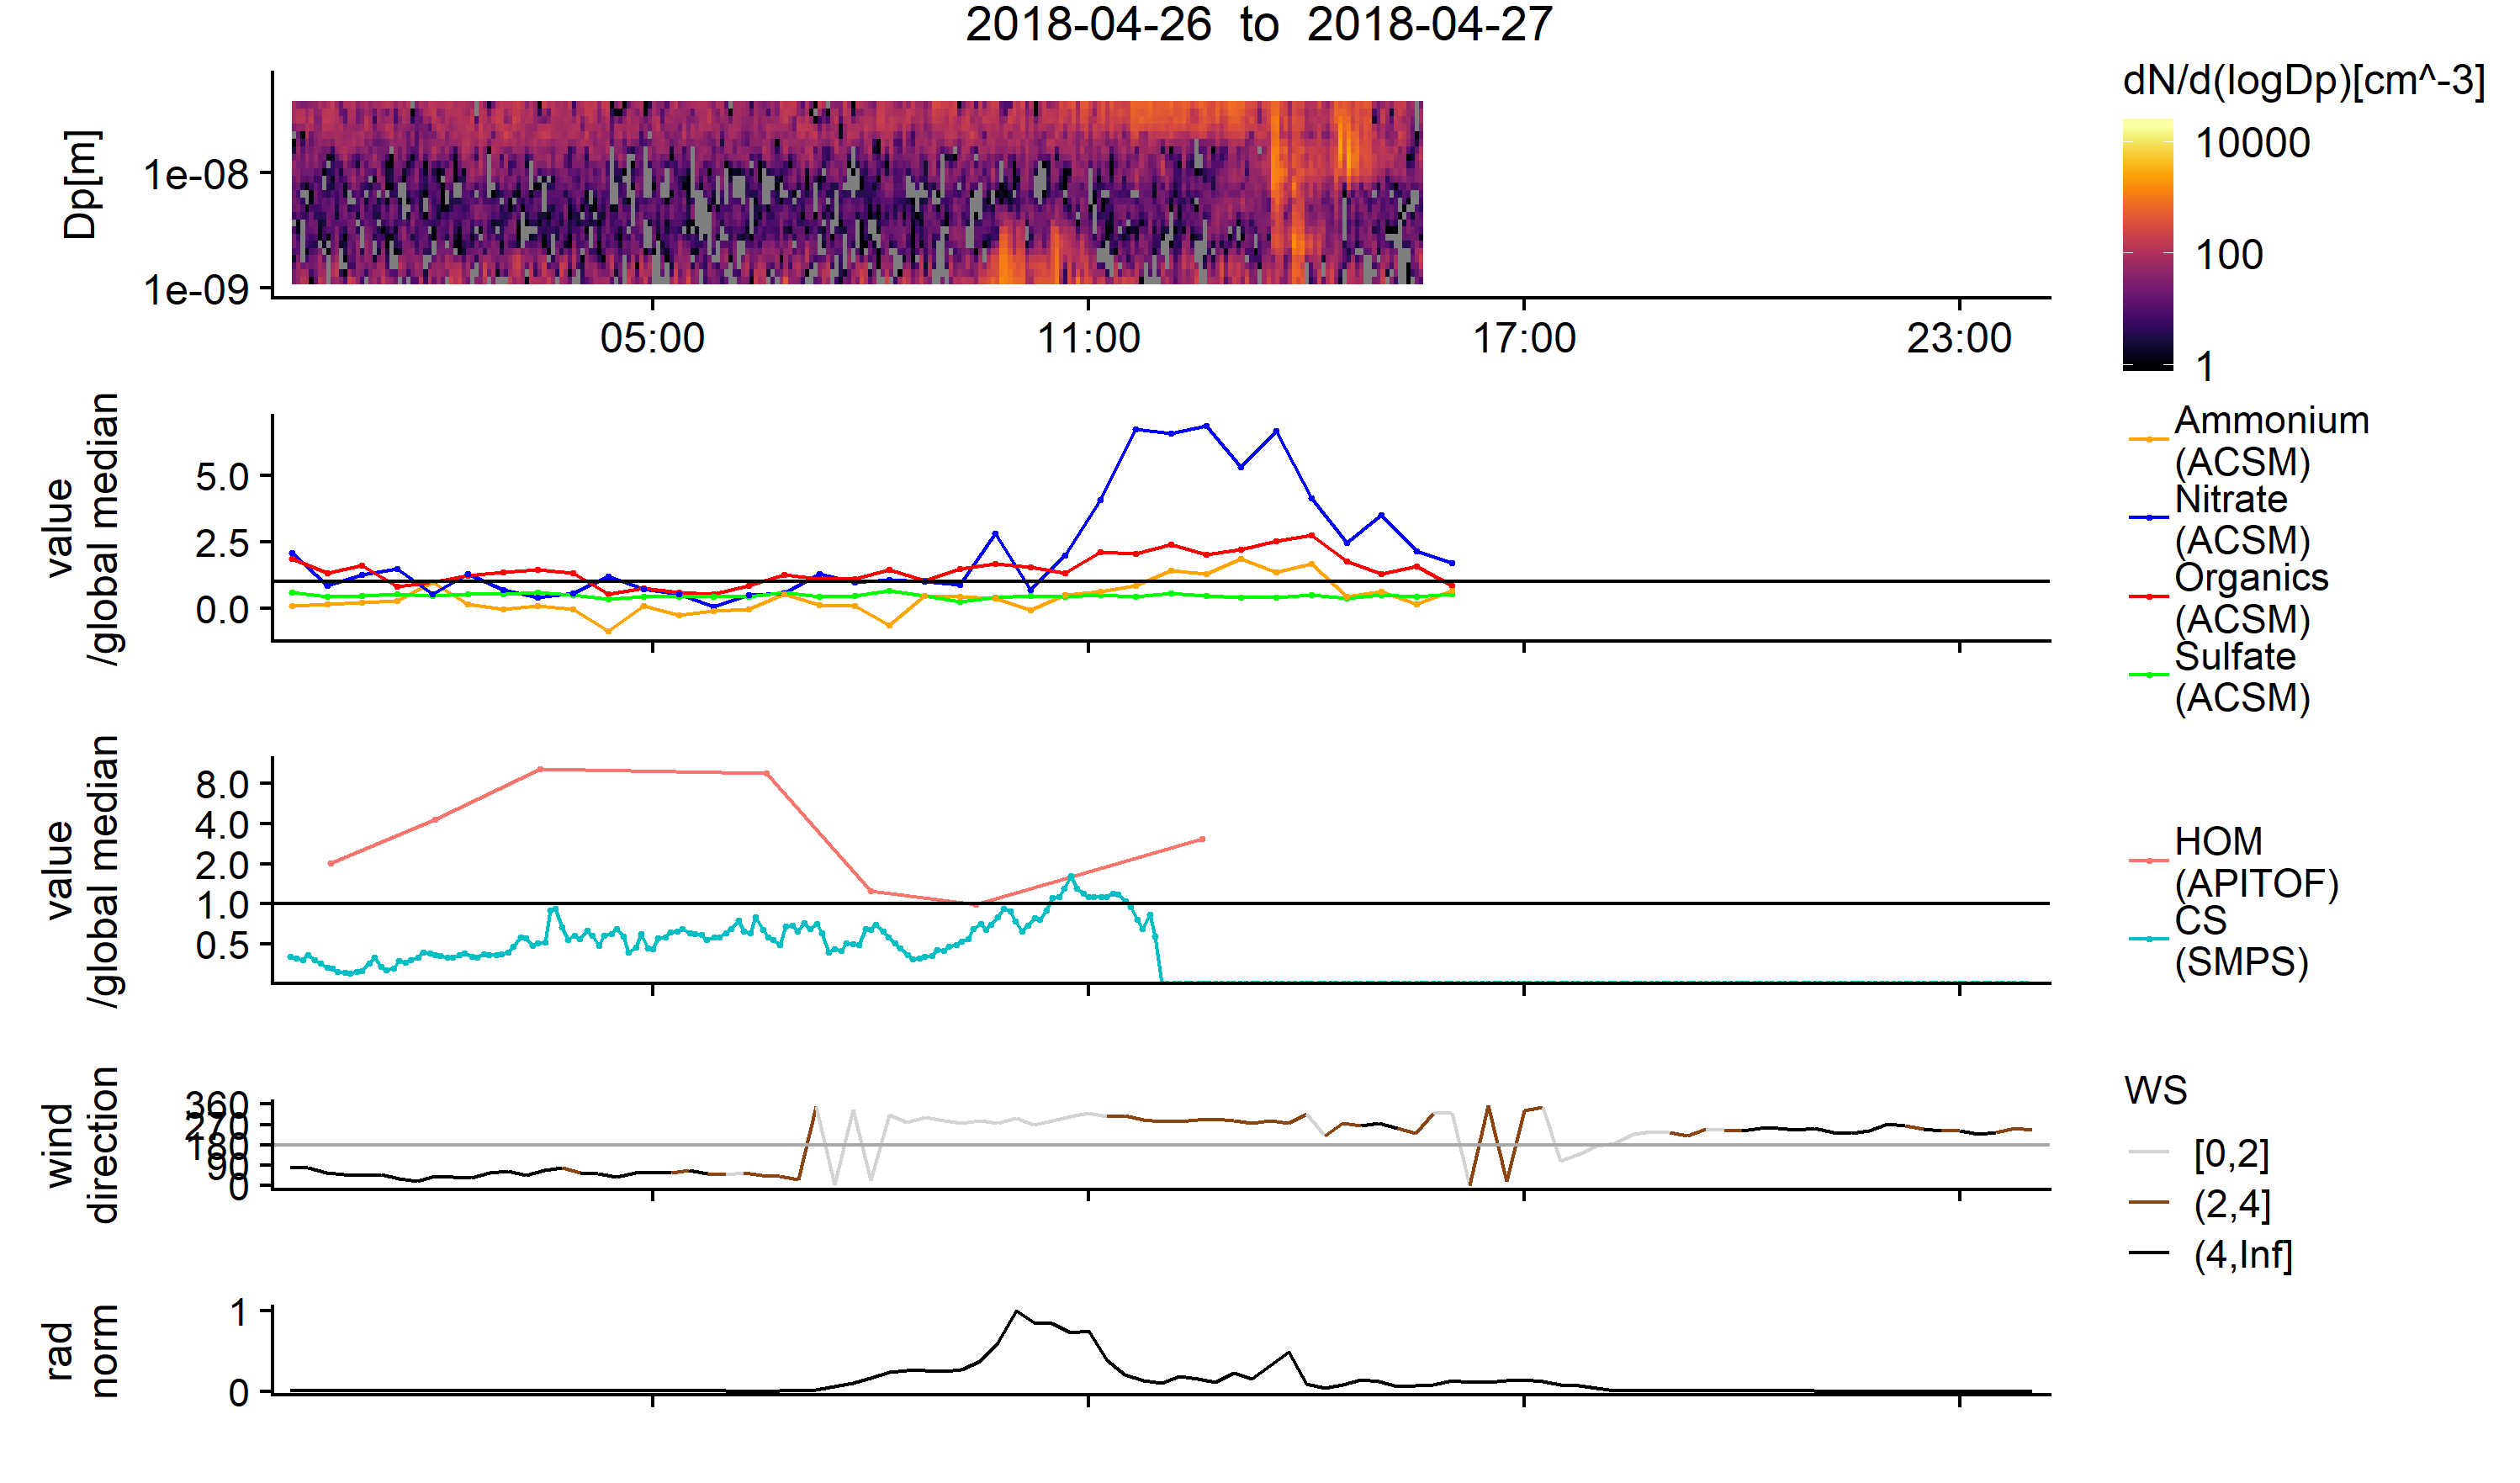 2018-04-26 to 2018-04-27
Dp[m]
1e-08
1e-09
05:00
11:00
17:00
23:00
dN/d(logDp)[cm^-3]
10000
100
1
value
/global median
5.0
2.5
0.0
Ammonium
(ACSM)
Nitrate
(ACSM)
Organics
(ACSM)
Sulfate
(ACSM)
value
/global median
8.0
4.0
2.0
1.0
0.5
HOM
(APITOF)
CS
(SMPS)
wind
direction
360
270
180
90
0
WS
[0,2]
(2,4]
(4,Inf]
rad
norm
1
0